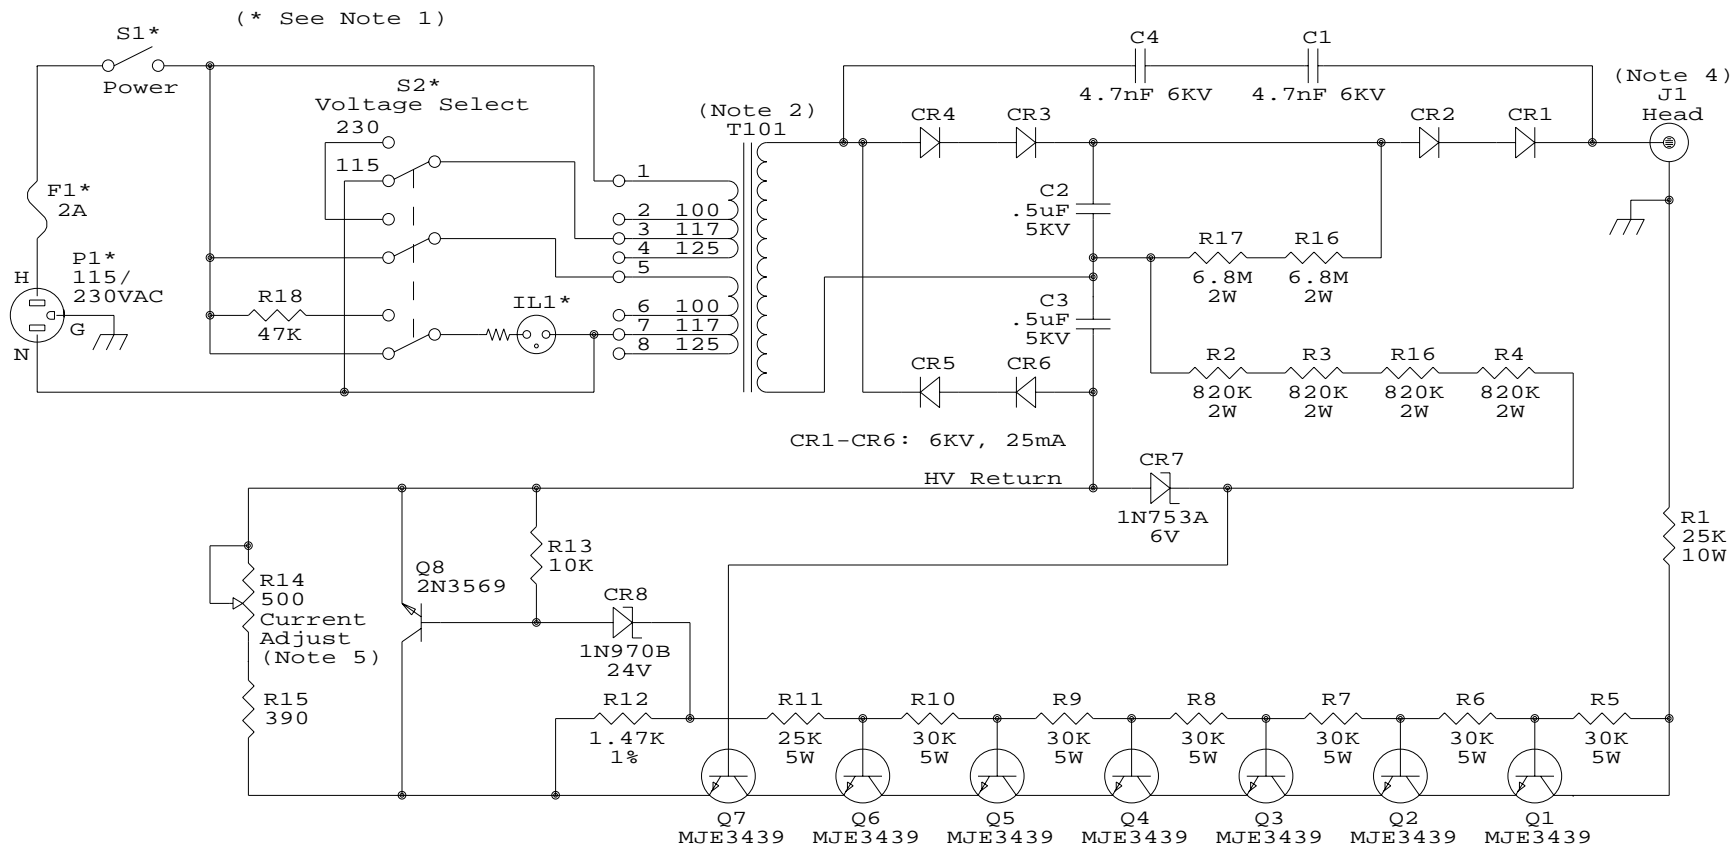 (* See Note 1)
S1*
Power
S2*
Voltage Select
230
115
F1*
2A
P1*
115/
230VAC
H
G
N
R18
47K
IL1*
(Note 2)
T101
1
2 100
3 117
4 125
5
6 100
7 117
8 125
C4
4.7nF 6KV
C1
4.7nF 6KV
(Note 4)
J1
Head
CR4
CR3
CR2
CR1
C2
.5uF
5KV
R17
6.8M
2W
R16
6.8M
2W
C3
.5uF
5KV
CR5
CR6
R2
820K
2W
R3
820K
2W
R16
820K
2W
R4
820K
2W
CR1-CR6: 6KV, 25mA
HV Return
CR7
1N753A
6V
R1
25K
10W
R13
10K
Q8
2N3569
R14
500
Current
Adjust
(Note 5)
CR8
1N970B
24V
R15
390
R12
1.47K
1%
R11
25K
5W
R10
30K
5W
R9
30K
5W
R8
30K
5W
R7
30K
5W
R6
30K
5W
R5
30K
5W
Q7
MJE3439
Q6
MJE3439
Q5
MJE3439
Q4
MJE3439
Q3
MJE3439
Q2
MJE3439
Q1
MJE3439